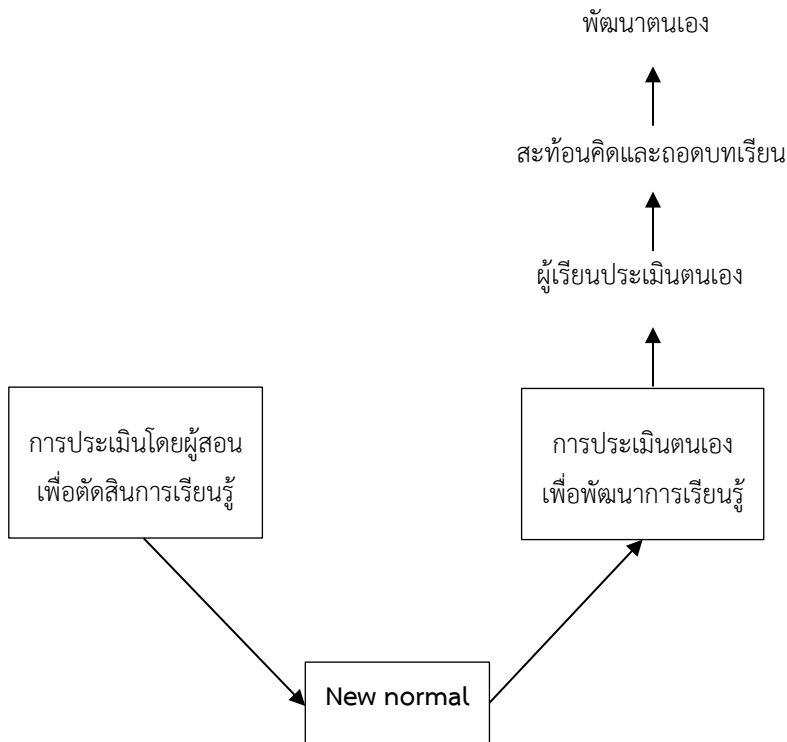 พัฒนาตนเอง
สะท้อนคิดและถอดบทเรียน
ผู้เรียนประเมินตนเอง
การประเมินโดยผู้สอน
เพื่อตัดสินการเรียนรู้
การประเมินตนเอง
เพื่อพัฒนาการเรียนรู้
New normal